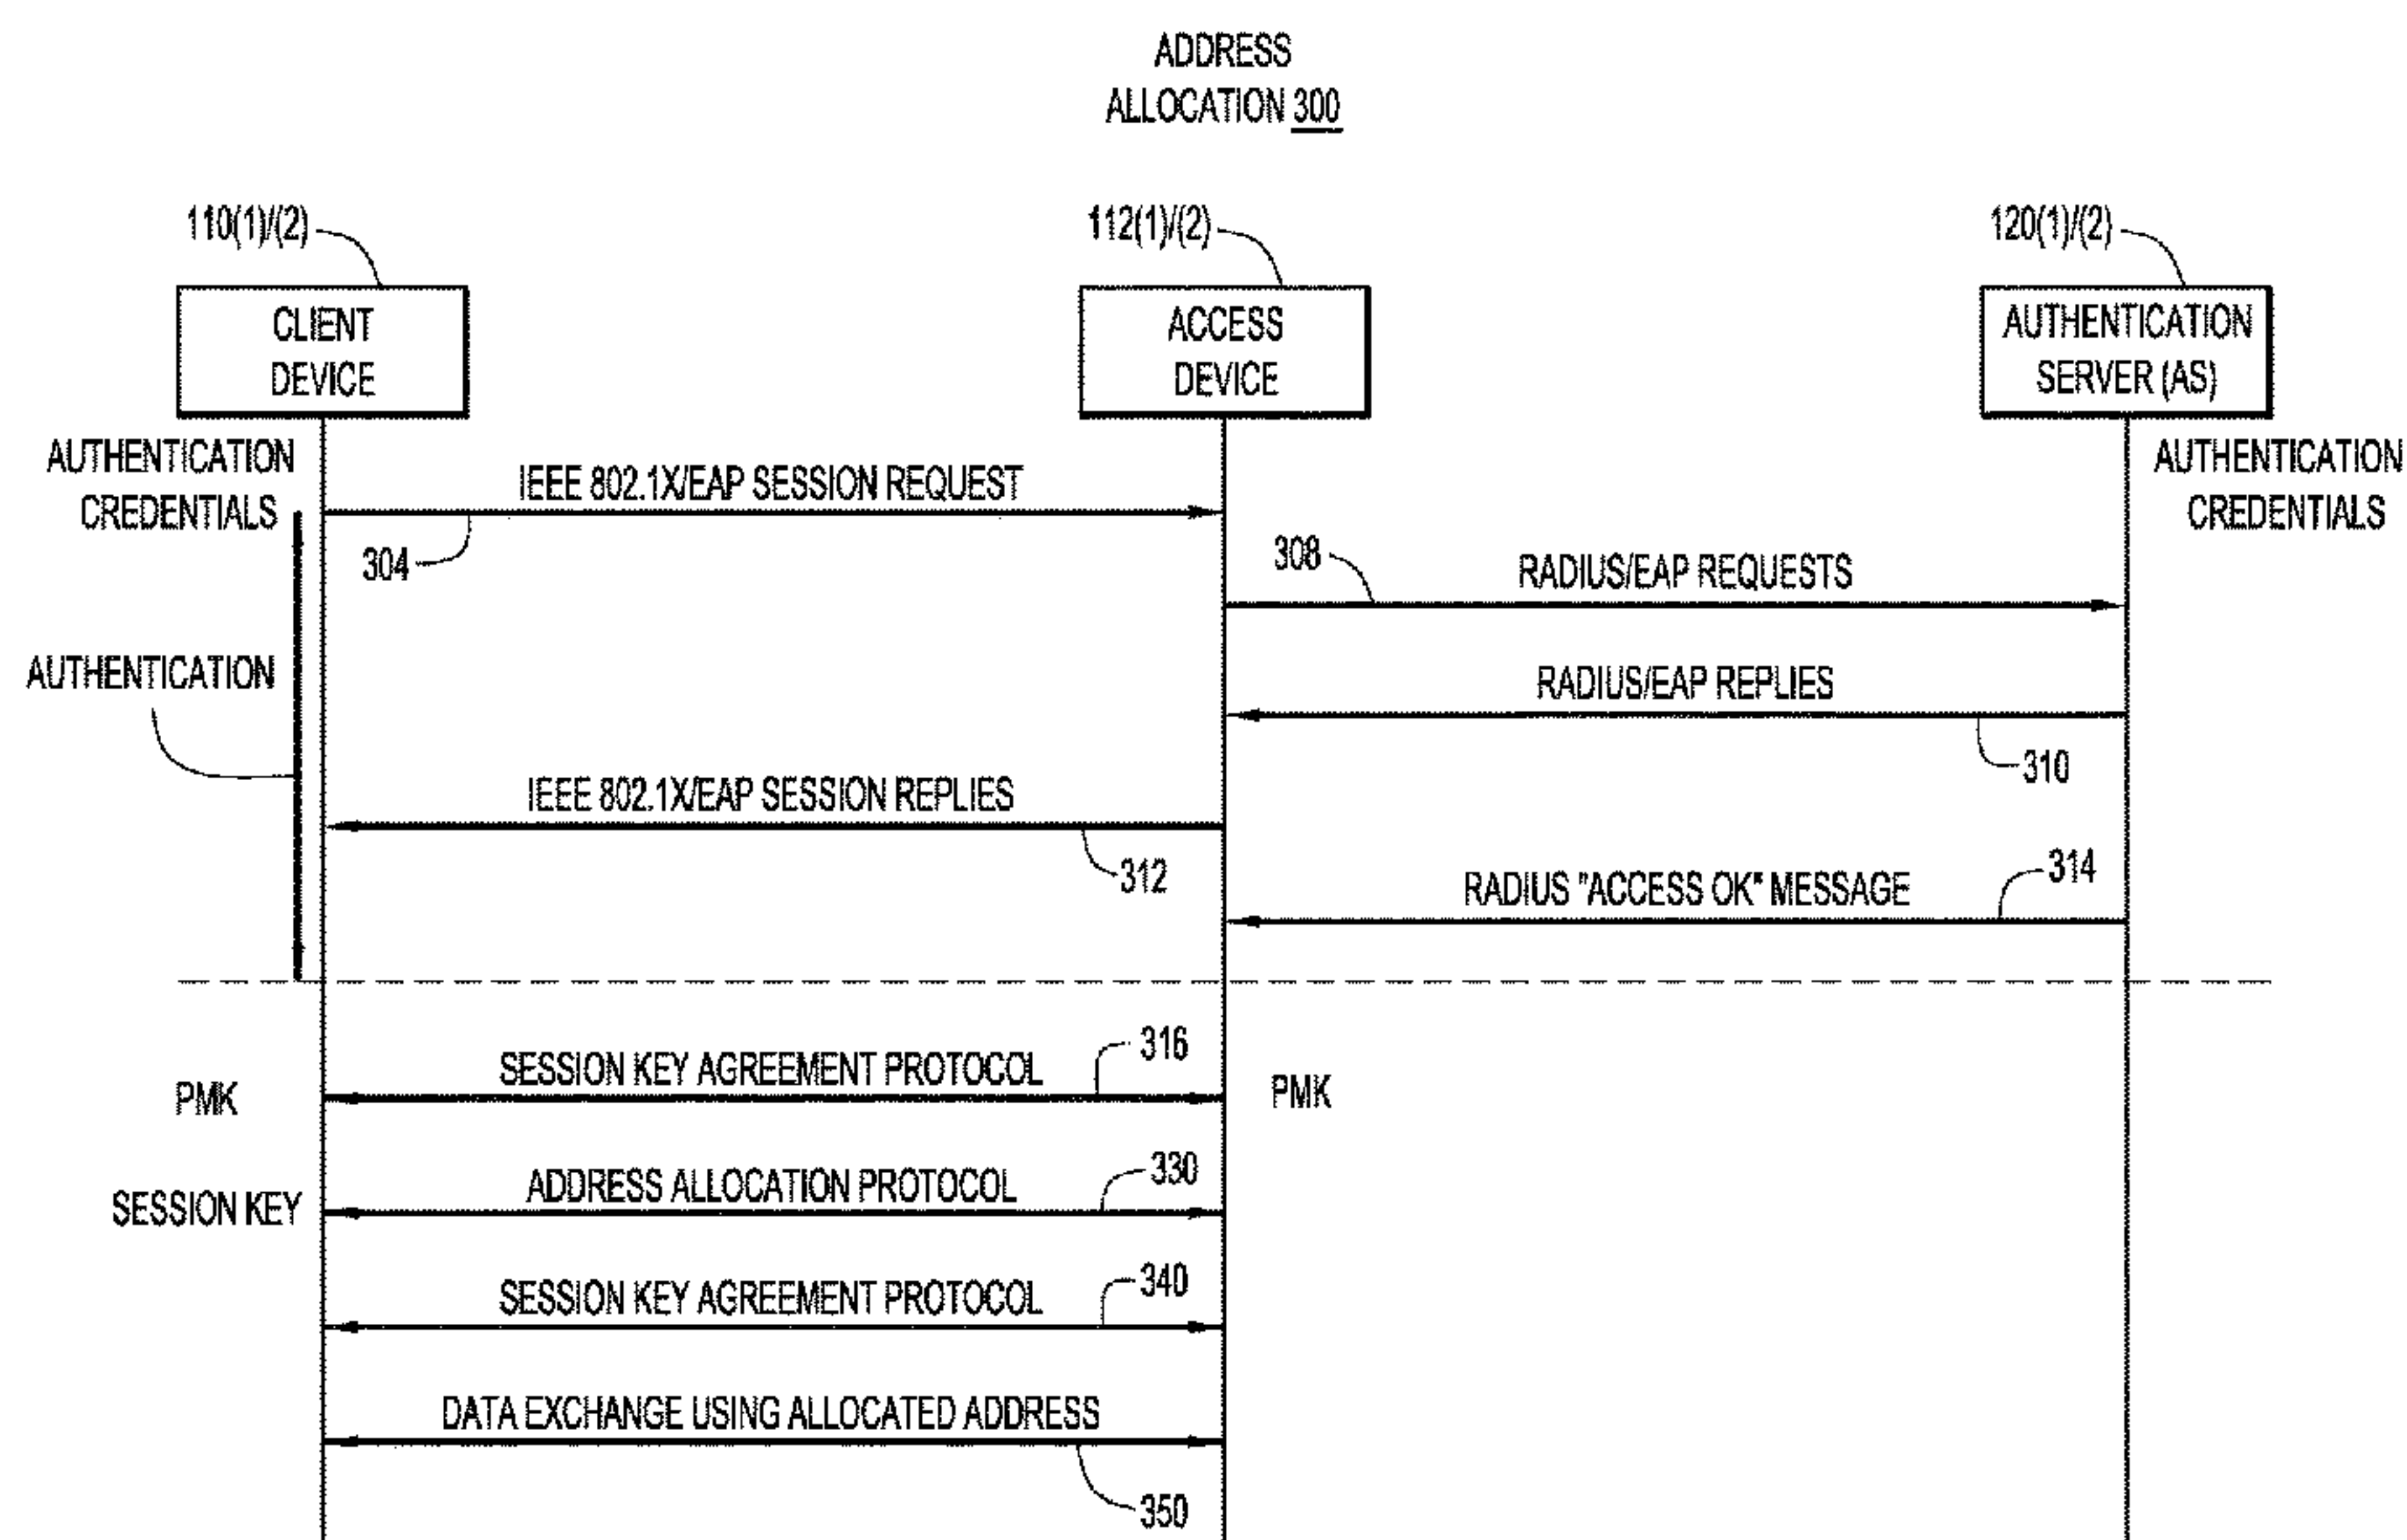 ADDRESS
ALLOCATION 300
110(1)/(2)
112(1)/(2)
120(1)/(2)
CLIENT
DEVICE
ACCESS
DEVICE
AUTHENTICATION
SERVER (AS)
AUTHENTICATION
CREDENTIALS
AUTHENTICATION
CREDENTIALS
IEEE 802.1X/EAP SESSION REQUEST
304
308
RADIUS/EAP REQUESTS
AUTHENTICATION
RADIUS/EAP REPLIES
310
IEEE 802.1X/EAP SESSION REPLIES
312
RADIUS "ACCESS OK" MESSAGE
314
316
SESSION KEY AGREEMENT PROTOCOL
PMK
PMK
330
ADDRESS ALLOCATION PROTOCOL
SESSION KEY
340
SESSION KEY AGREEMENT PROTOCOL
DATA EXCHANGE USING ALLOCATED ADDRESS
350